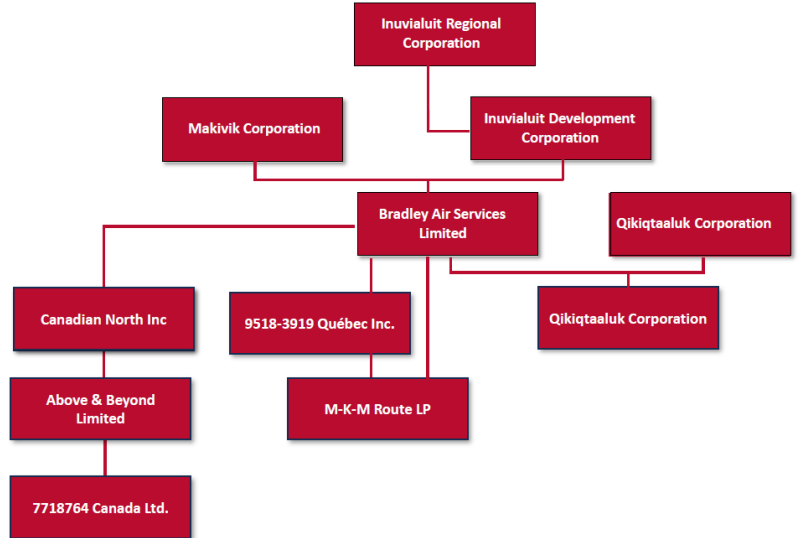 Inuvialuit Regional
Corporation
Makivik Corporation
Inuvialuit Development
Corporation
Bradley Air Services
Limited
Qikiqtaaluk Corporation
Canadian North Inc
9518-3919 Québec Inc.
Qikiqtaaluk Corporation
Above & Beyond
Limited
M-K-M Route LP
7718764 Canada Ltd.